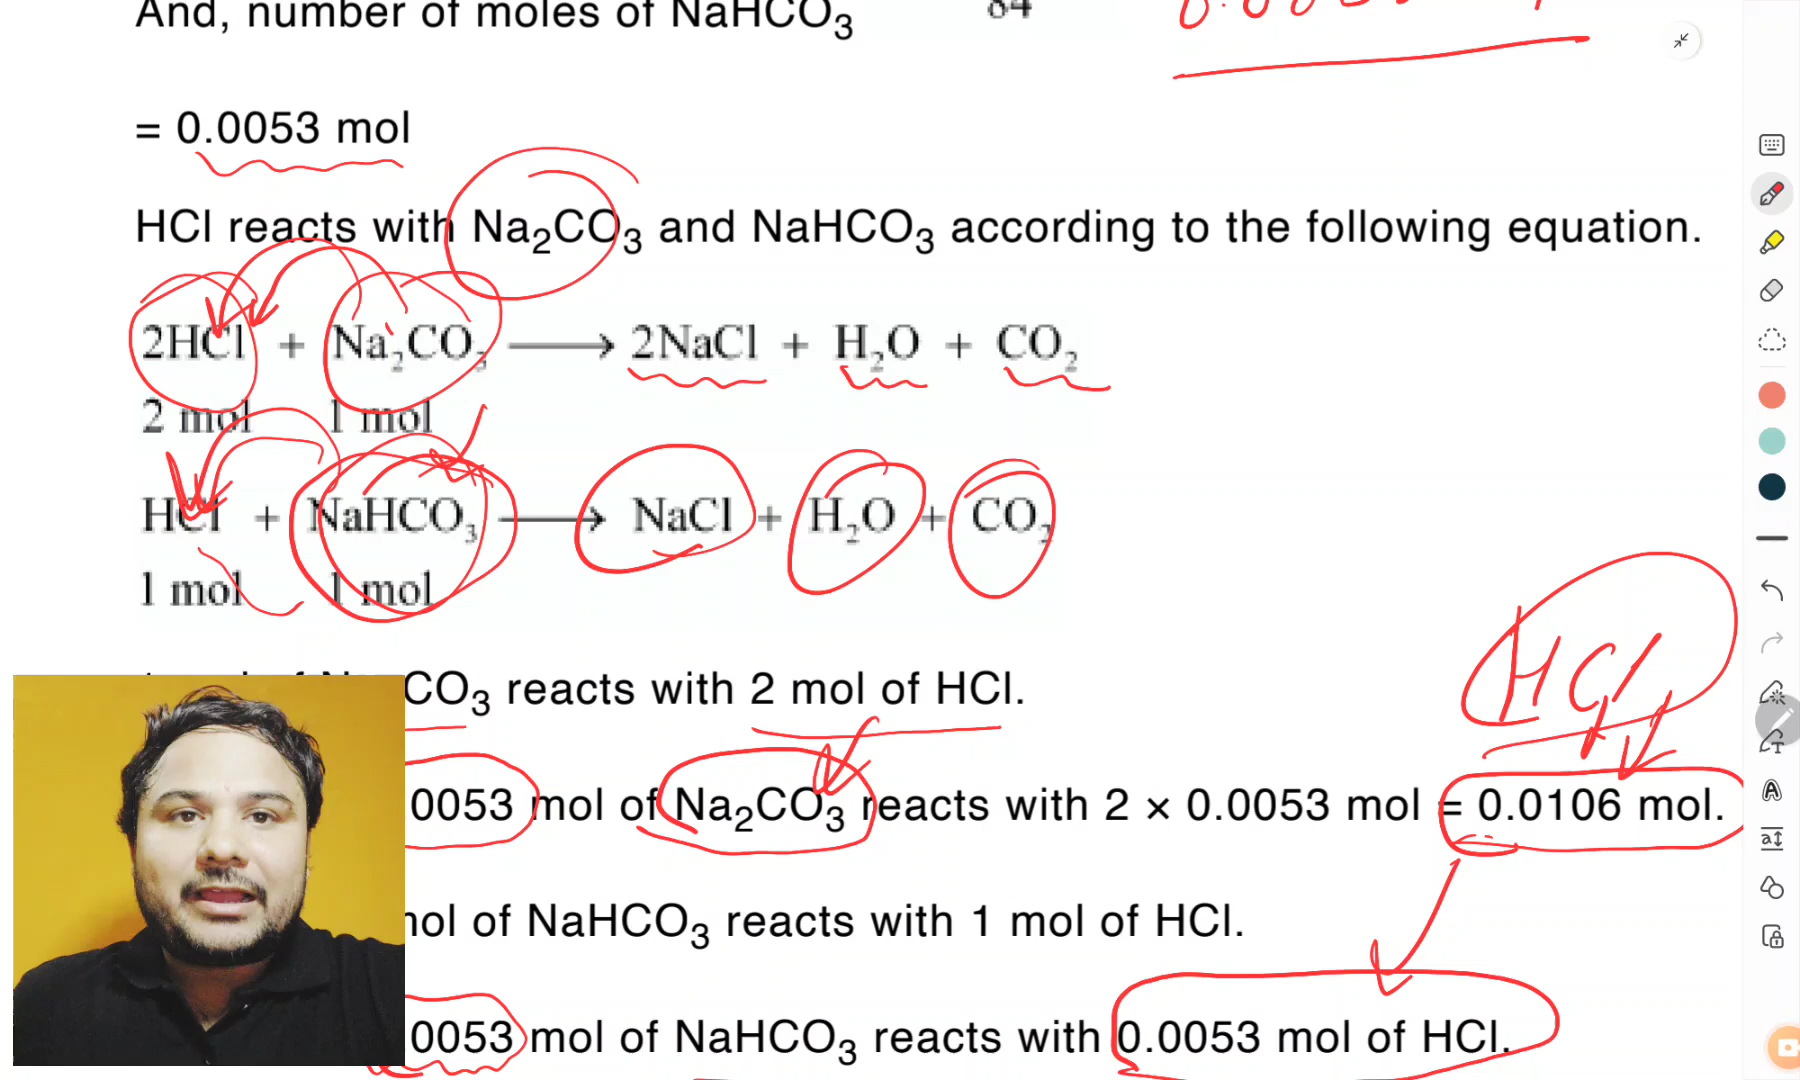 And, number of moles of NaHCO₃ 84
= 0.0053 mol
HCl reacts with Na₂CO₃ and NaHCO₃ according to the following equation.
2HCl + Na₂CO₃ ⟶ 2NaCl + H₂O + CO₂
2 mol 1 mol
HCl + NaHCO₃ ⟶ NaCl + H₂O + CO₂
1 mol 1 mol
HCl
CO₃ reacts with 2 mol of HCl.
0053 mol of Na₂CO₃ reacts with 2 × 0.0053 mol = 0.0106 mol.
mol of NaHCO₃ reacts with 1 mol of HCl.
0053 mol of NaHCO₃ reacts with 0.0053 mol of HCl.